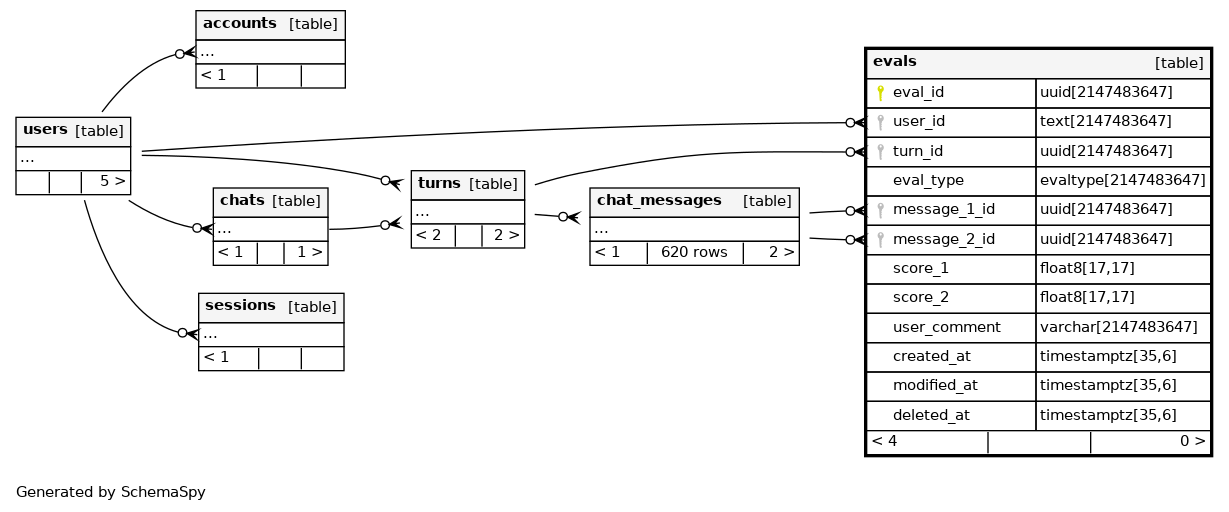 accounts [table]
...
< 1
users [table]
...
5 >
chats [table]
...
< 1 1 >
sessions [table]
...
< 1
turns [table]
...
< 2 2 >
chat_messages [table]
...
< 1 620 rows 2 >
evals [table]
eval_id uuid[2147483647]
user_id text[2147483647]
turn_id uuid[2147483647]
eval_type evaltype[2147483647]
message_1_id uuid[2147483647]
message_2_id uuid[2147483647]
score_1 float8[17,17]
score_2 float8[17,17]
user_comment varchar[2147483647]
created_at timestamptz[35,6]
modified_at timestamptz[35,6]
deleted_at timestamptz[35,6]
< 4 0 >
Generated by SchemaSpy